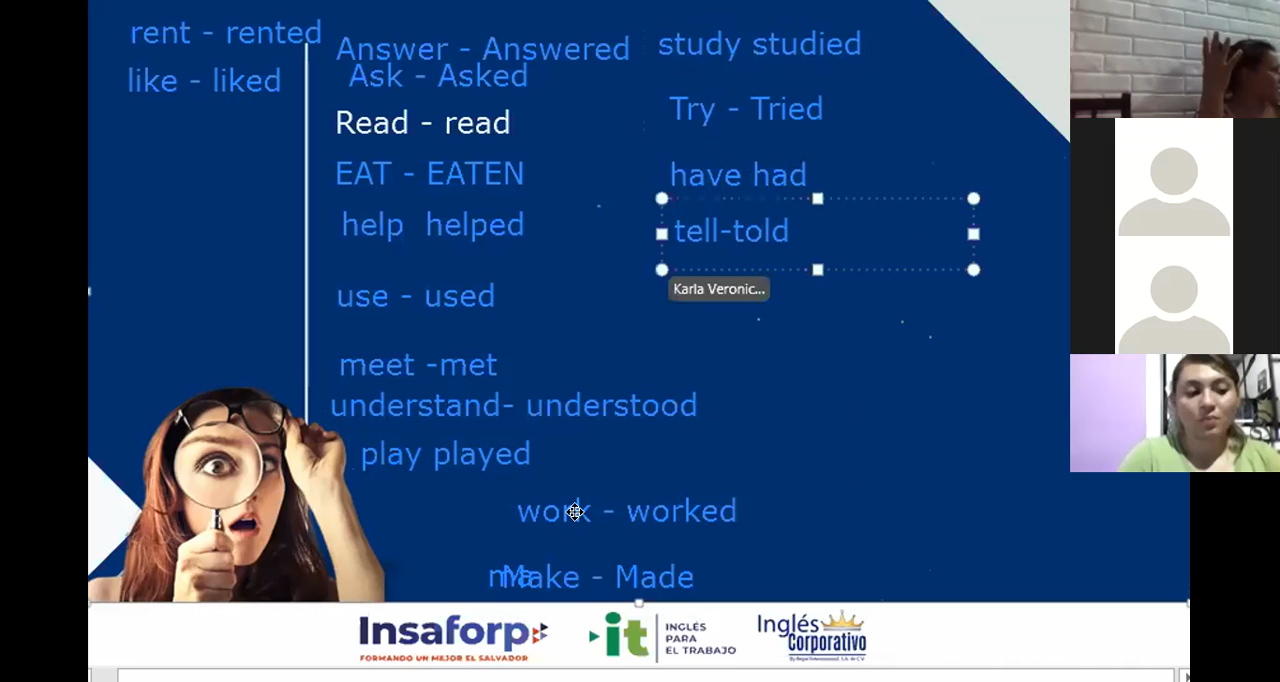 rent - rented
like - liked
Answer - Answered
Ask - Asked
Read - read
EAT - EATEN
help helped
use - used
meet -met
understand- understood
play played
work - worked
ma
Make - Made
study studied
Try - Tried
have had
tell-told
Karla Veronic...
Insaforp
FORMANDO UN MEJOR EL SALVADOR
it
INGLÉS
PARA
EL TRABAJO
Inglés
Corporativo